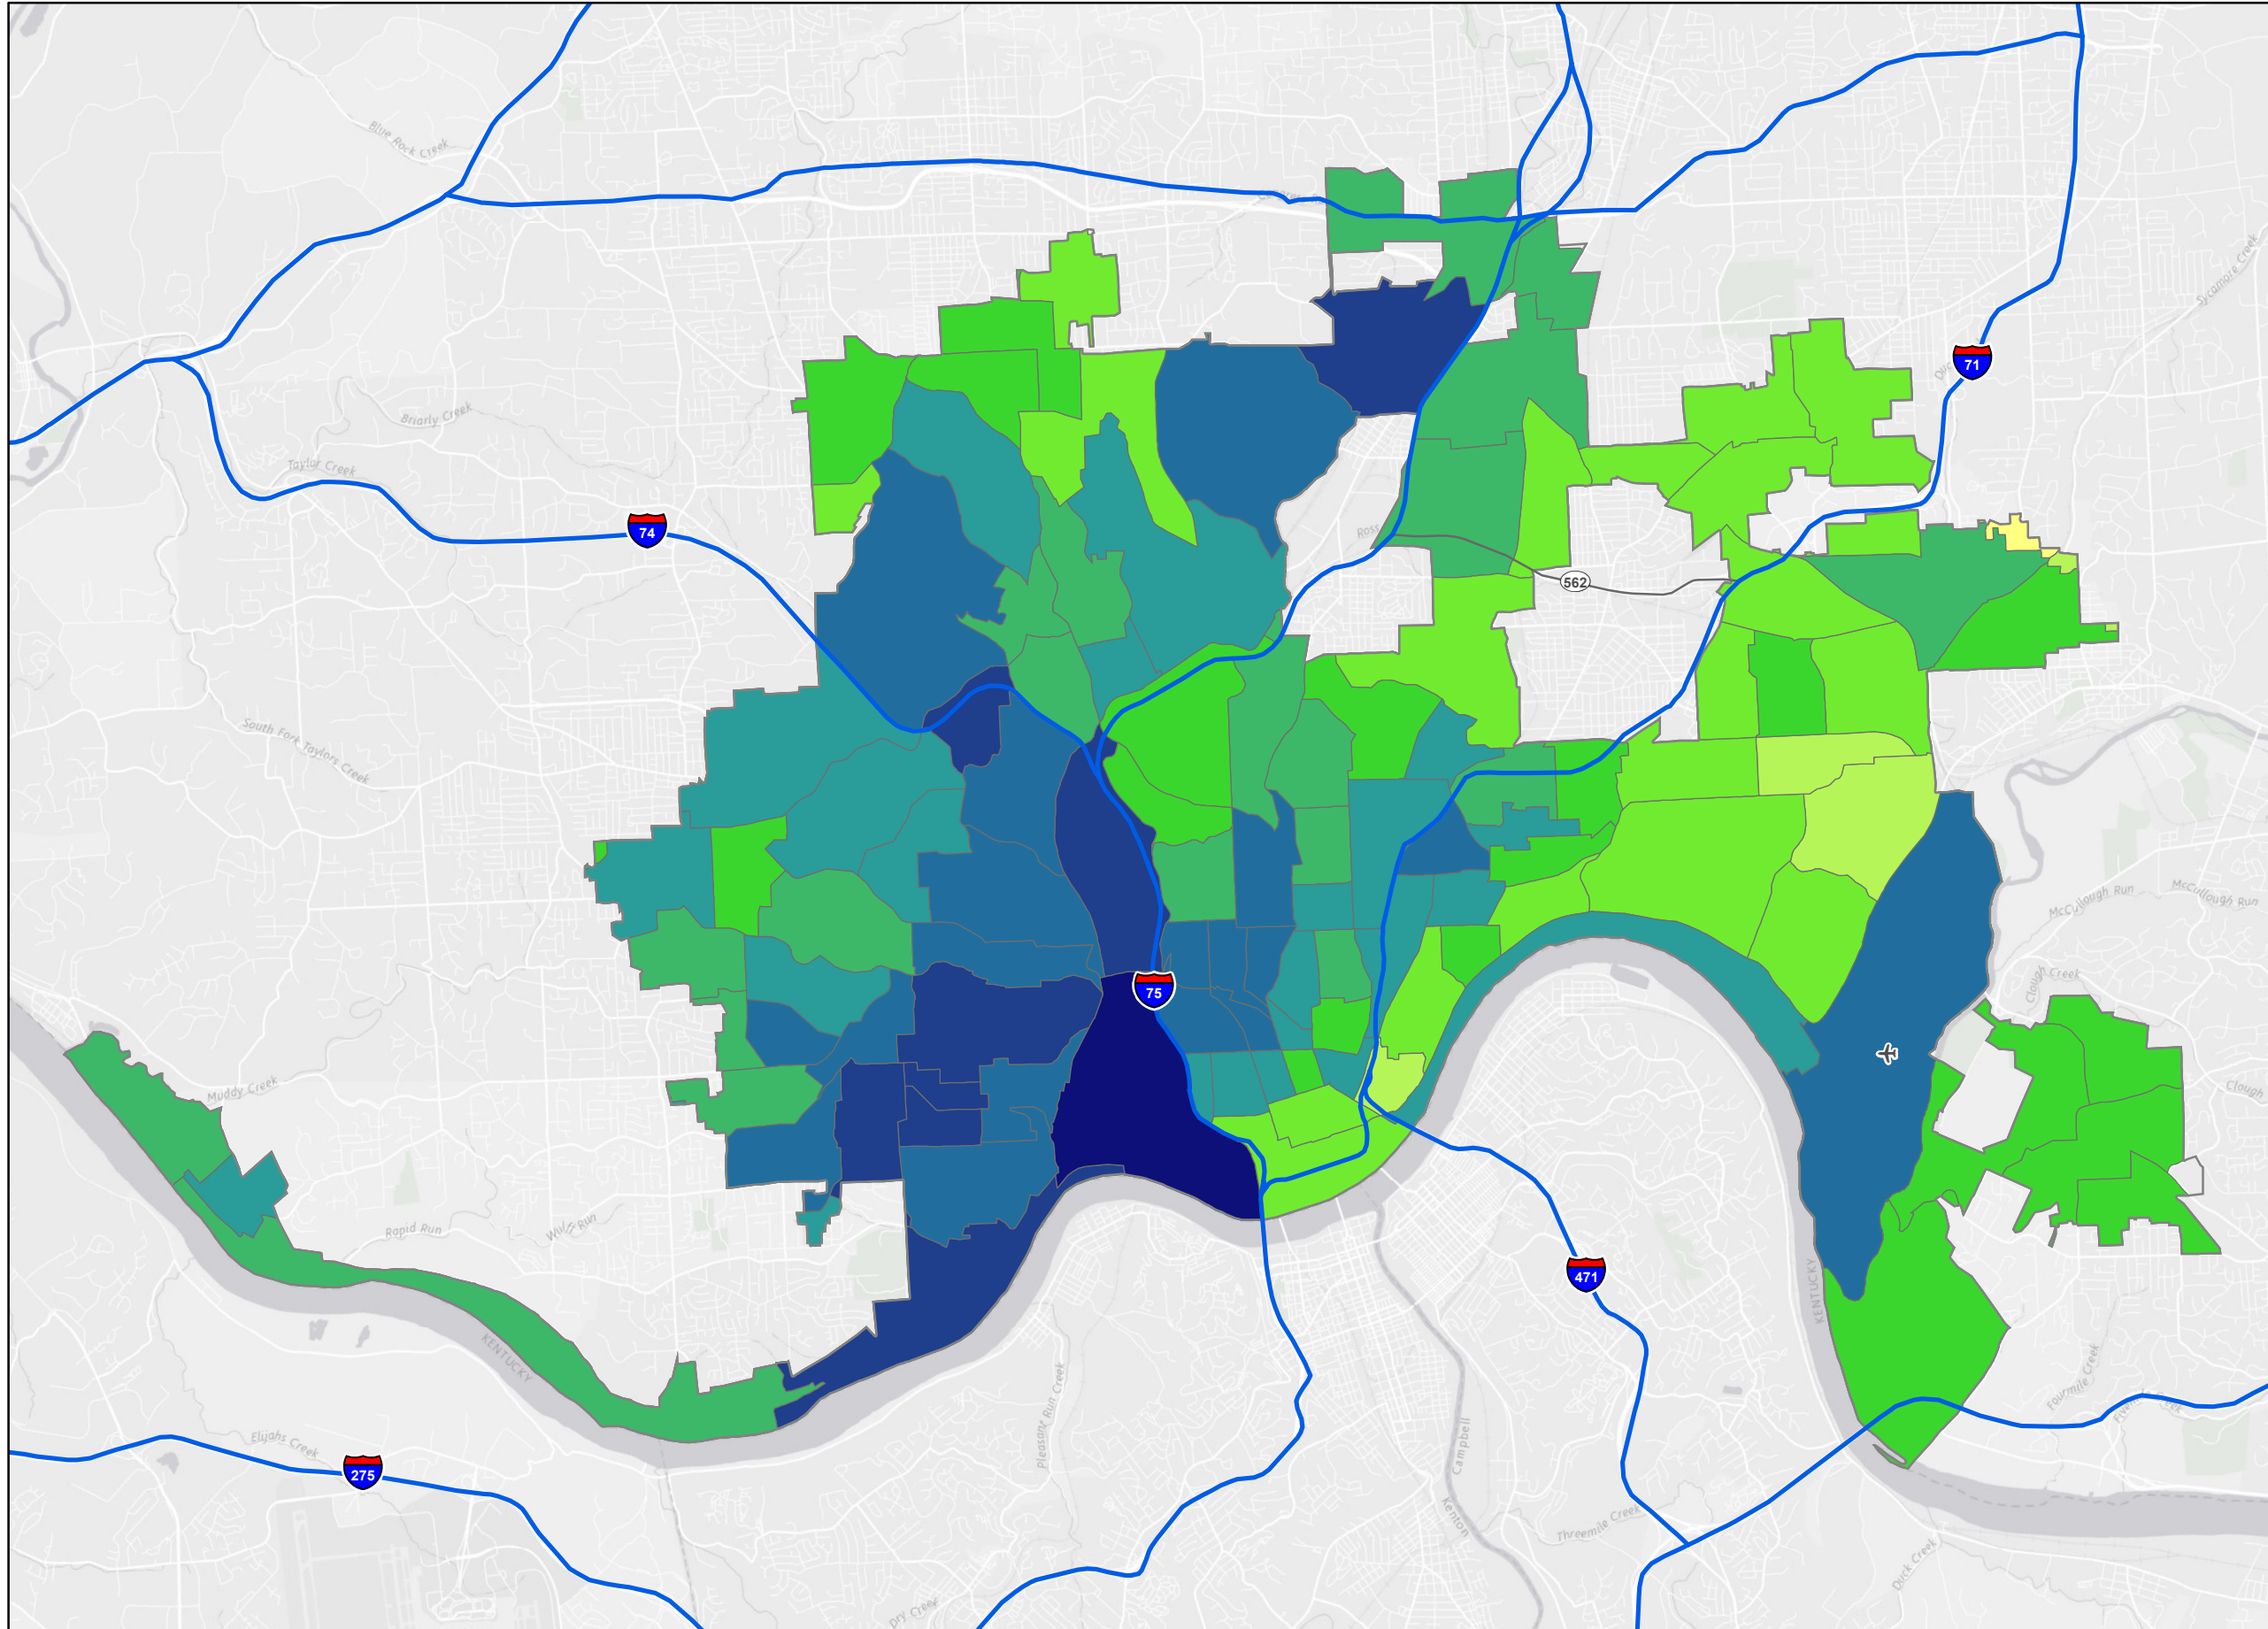 Blue Rock Creek
Sycamore Creek
71
Briarly Creek
Taylor Creek
74
Ross
562
South Fort Taylors Creek
McCullough Run
McCullough Run
75
Clough Creek
Muddy Creek
Clough
Rapid Run
Wulff Run
471
KENTUCKY
KENTUCKY
Fourmile Creek
Pleasant Run Creek
Campbell
Elijahs Creek
275
Kenton
Threemile Creek
Duck Creek
Dry Creek